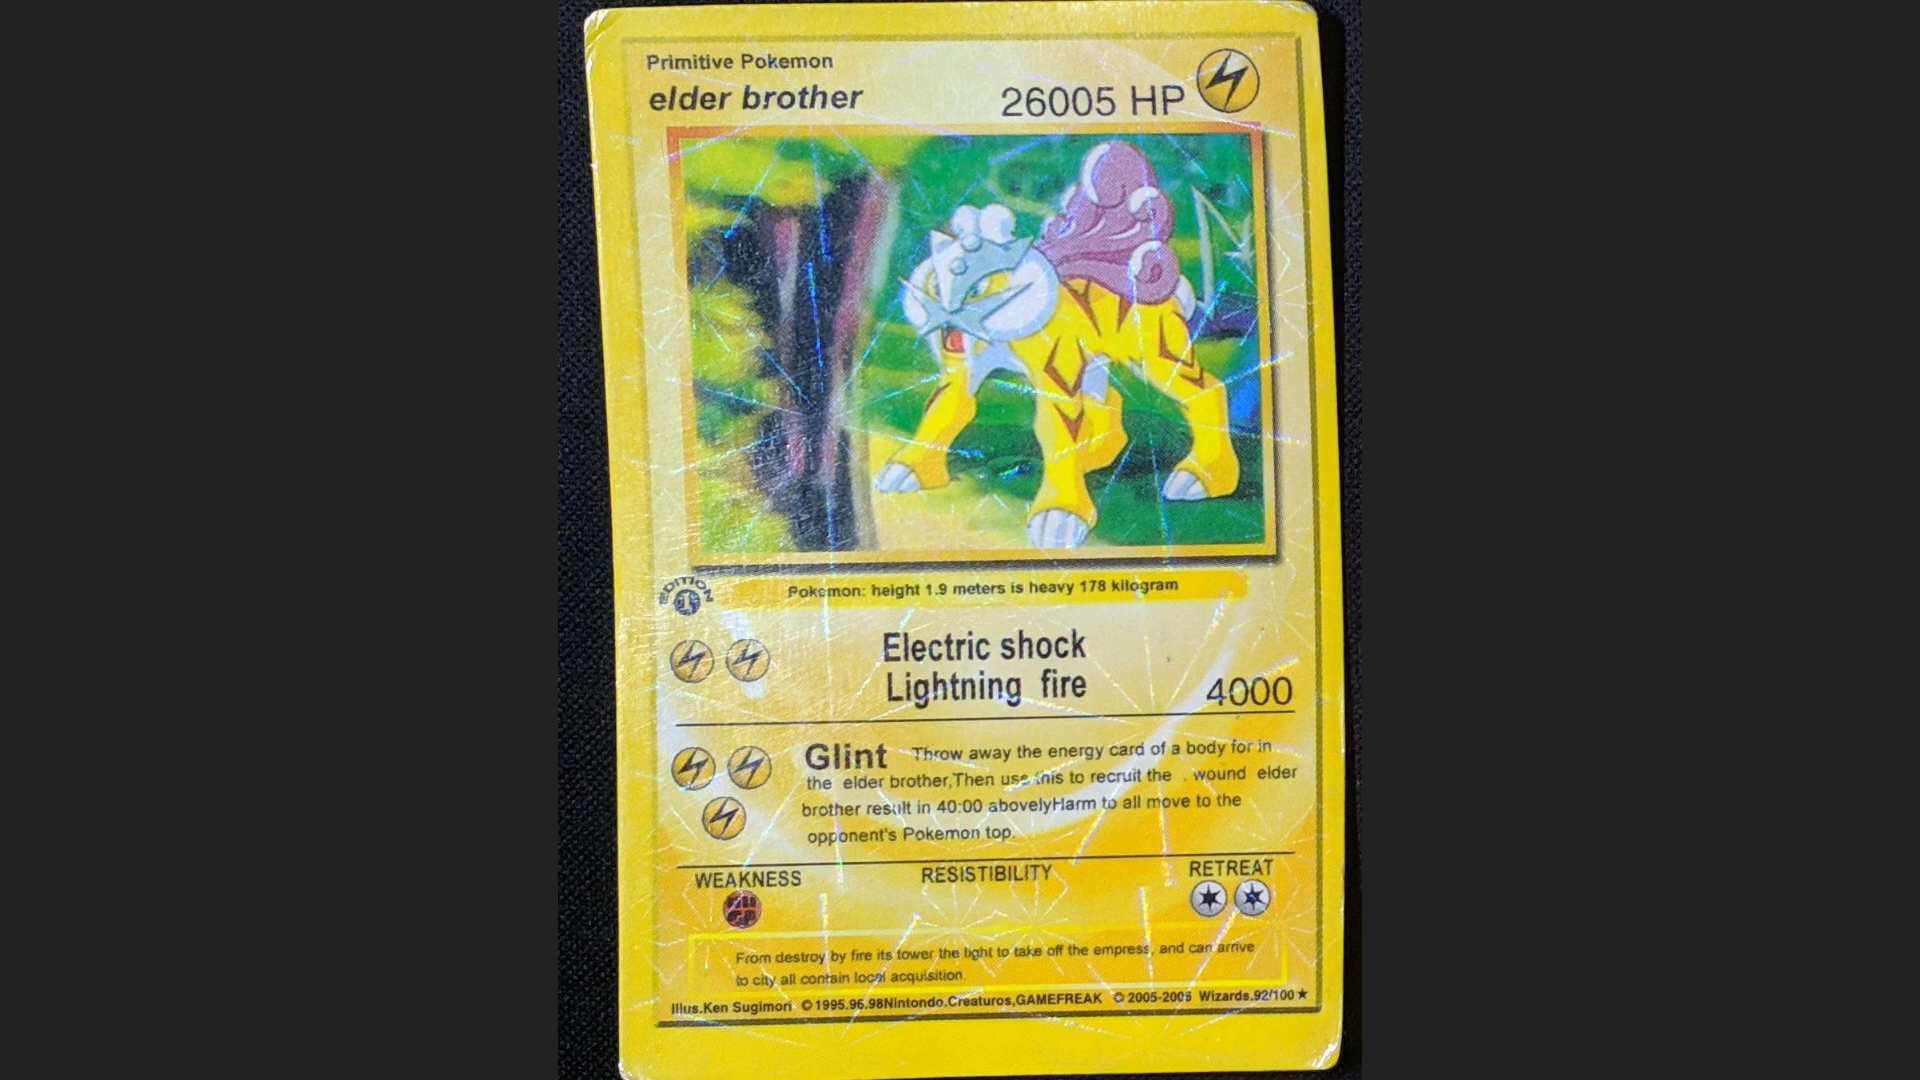 Primitive Pokemon
elder brother
26005 HP
EDITION
1
Pokemon: height 1.9 meters is heavy 178 kilogram
Electric shock
Lightning fire
4000
Glint Throw away the energy card of a body for in
the elder brother,Then use this to recruit the . wound elder
brother result in 40:00 abovelyHarm to all move to the
opponent's Pokemon top.
WEAKNESS
RESISTIBILITY
RETREAT
From destroy by fire its tower the light to take off the empress, and can arrive
to city all contain local acquisition.
Illus.Ken Sugimori ©1995.96.98Nintondo.Creaturos,GAMEFREAK © 2005-2006 Wizards.92/100★